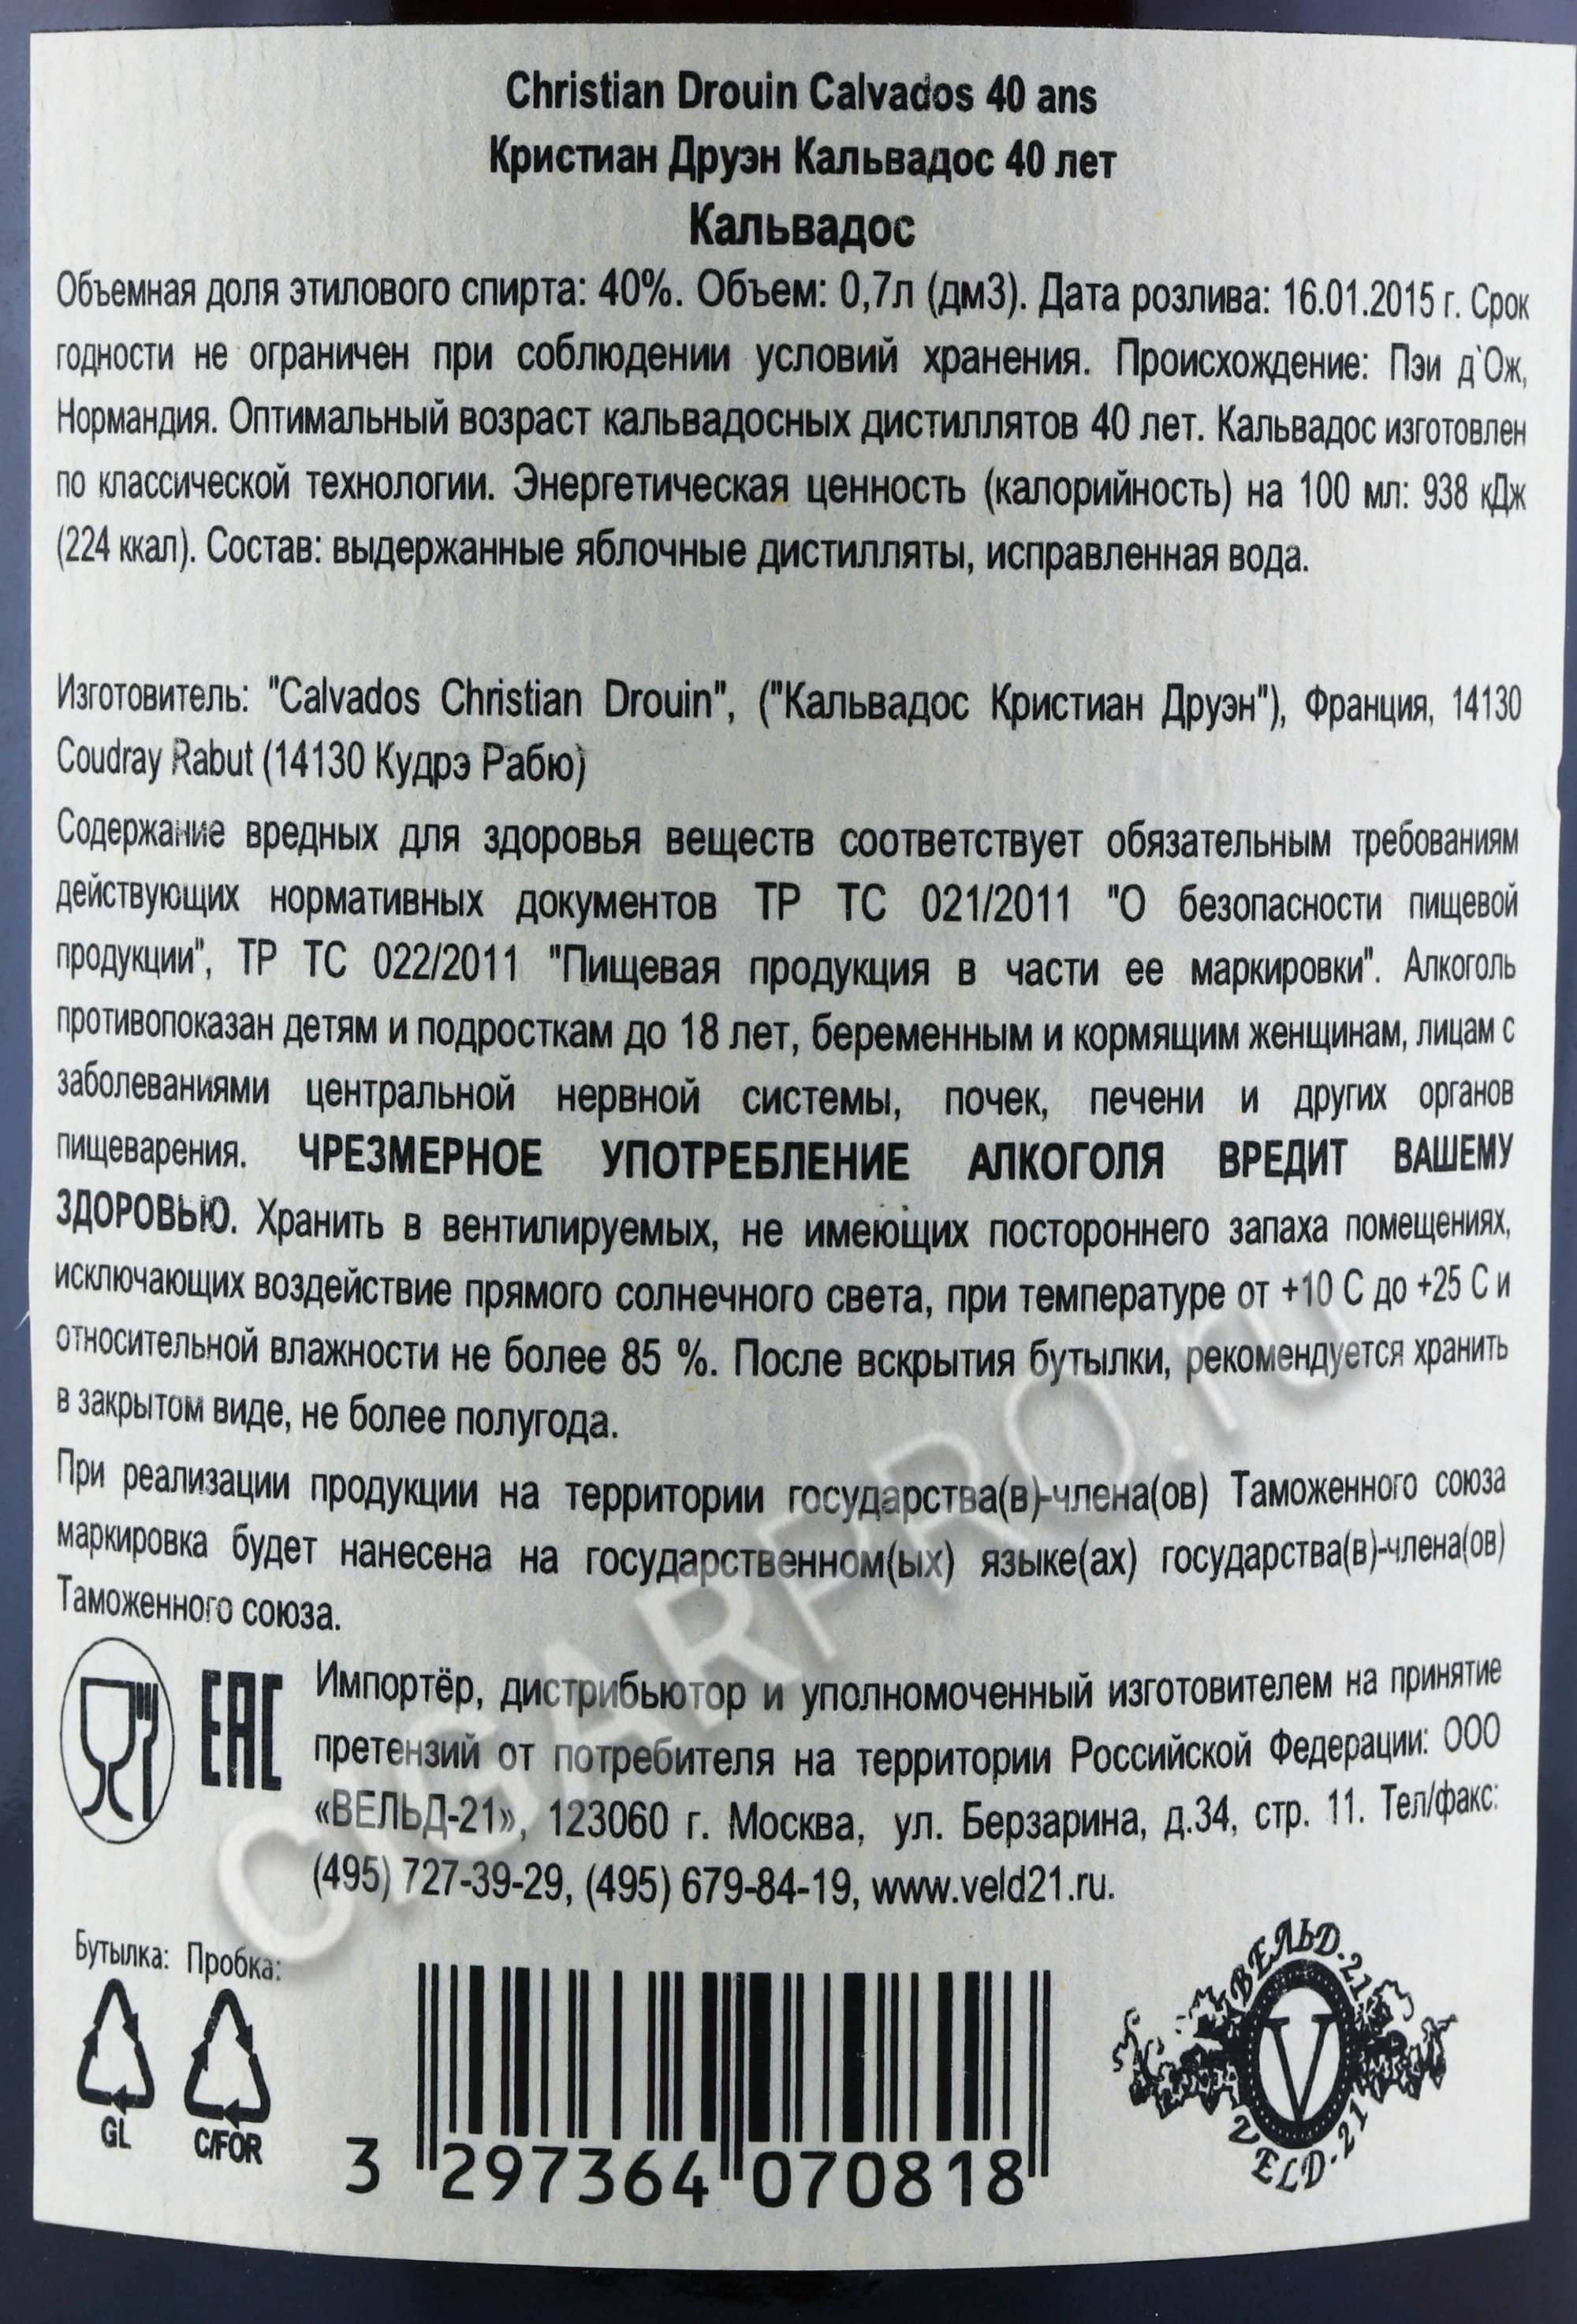 Christian Drouin Calvados 40 ans
Кристиан Друэн Кальвадос 40 лет
Кальвадос
Объемная доля этилового спирта: 40%. Объем: 0,7л (дм3). Дата розлива: 16.01.2015 г. Срок
годности не ограничен при соблюдении условий хранения. Происхождение: Пэи д`Ож,
Нормандия. Оптимальный возраст кальвадосных дистиллятов 40 лет. Кальвадос изготовлен
по классической технологии. Энергетическая ценность (калорийность) на 100 мл: 938 кДж
(224 ккал). Состав: выдержанные яблочные дистилляты, исправленная вода.
Изготовитель: "Calvados Christian Drouin", ("Кальвадос Кристиан Друэн"), Франция, 14130
Coudray Rabut (14130 Кудрэ Рабю)
Содержание вредных для здоровья веществ соответствует обязательным требованиям
действующих нормативных документов ТР ТС 021/2011 "О безопасности пищевой
продукции", ТР ТС 022/2011 "Пищевая продукция в части ее маркировки". Алкоголь
противопоказан детям и подросткам до 18 лет, беременным и кормящим женщинам, лицам с
заболеваниями центральной нервной системы, почек, печени и других органов
пищеварения. ЧРЕЗМЕРНОЕ УПОТРЕБЛЕНИЕ АЛКОГОЛЯ ВРЕДИТ ВАШЕМУ
ЗДОРОВЬЮ. Хранить в вентилируемых, не имеющих постороннего запаха помещениях,
исключающих воздействие прямого солнечного света, при температуре от +10 С до +25 С и
относительной влажности не более 85 %. После вскрытия бутылки, рекомендуется хранить
в закрытом виде, не более полугода.
При реализации продукции на территории государства(в)-члена(ов) Таможенного союза
маркировка будет нанесена на государственном(ых) языке(ах) государства(в)-члена(ов)
Таможенного союза.
EAC
Импортёр, дистрибьютор и уполномоченный изготовителем на принятие
претензий от потребителя на территории Российской Федерации: ООО
«ВЕЛЬД-21», 123060 г. Москва, ул. Берзарина, д.34, стр. 11. Тел/факс:
(495) 727-39-29, (495) 679-84-19, www.veld21.ru.
CIGARPRO.ru
Бутылка: Пробка:
GL C/FOR
3 297364 070818
ВЕЛЬД-21
V
VELD-21